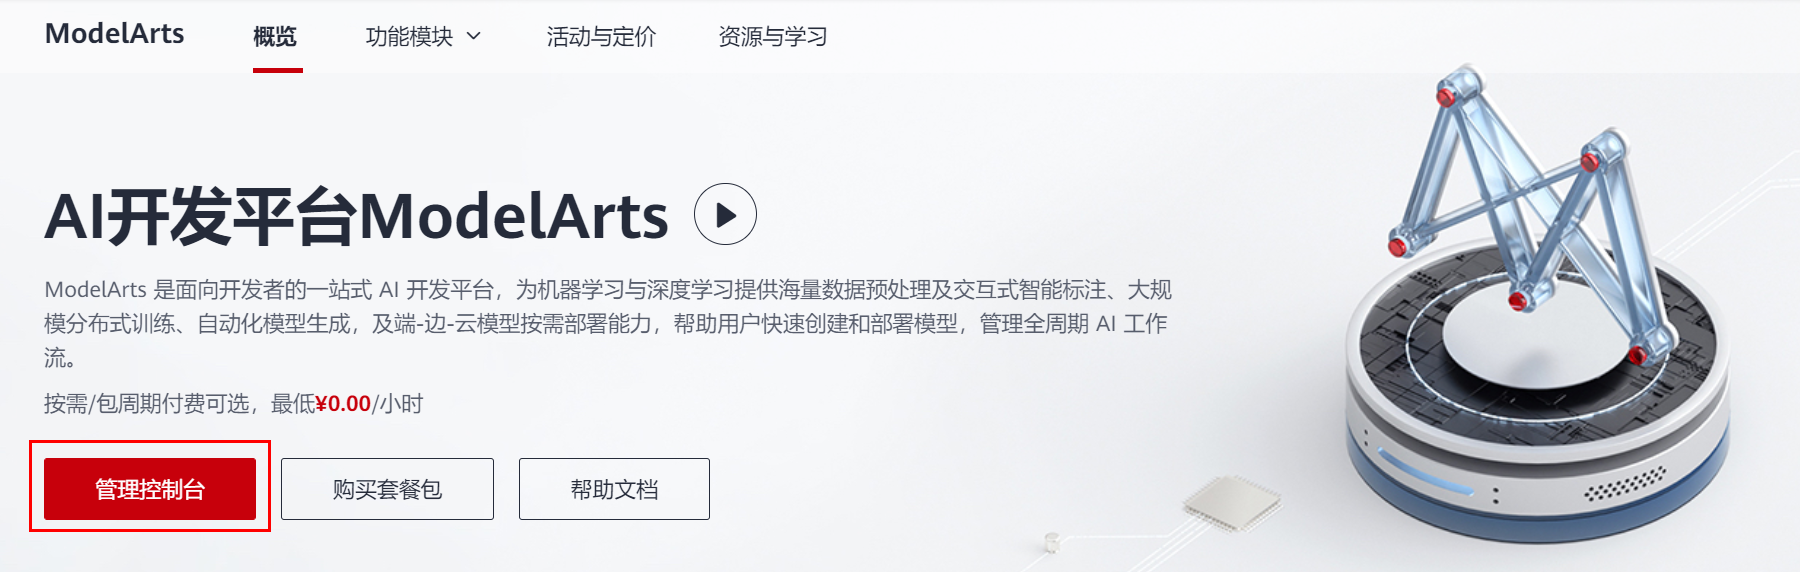 ModelArts 概览 功能模块 活动与定价 资源与学习
AI开发平台ModelArts
ModelArts 是面向开发者的一站式 AI 开发平台，为机器学习与深度学习提供海量数据预处理及交互式智能标注、大规
模分布式训练、自动化模型生成，及端-边-云模型按需部署能力，帮助用户快速创建和部署模型，管理全周期 AI 工作
流。
按需/包周期付费可选，最低¥0.00/小时
管理控制台 购买套餐包 帮助文档